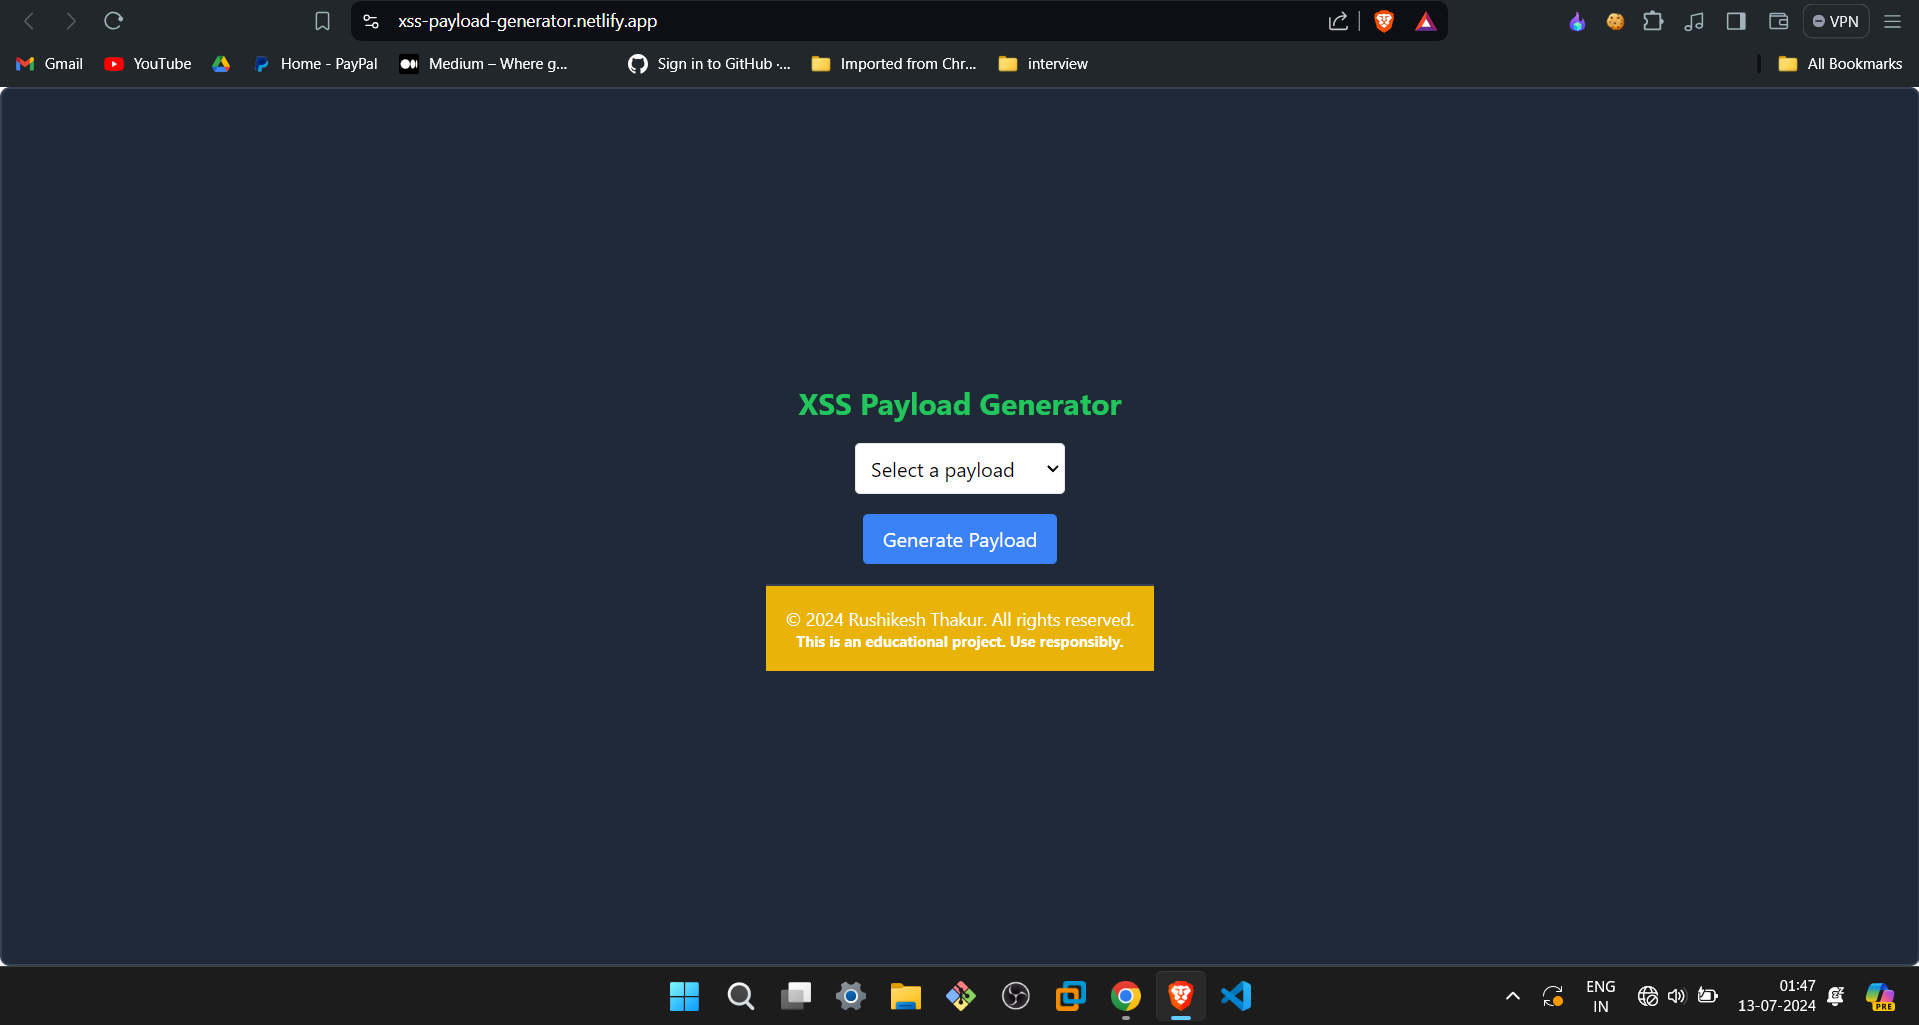 xss-payload-generator.netlify.app
VPN
Gmail
YouTube
Home - PayPal
Medium – Where g...
Sign in to GitHub ·...
Imported from Chr...
interview
All Bookmarks
XSS Payload Generator
Select a payload
Generate Payload
© 2024 Rushikesh Thakur. All rights reserved.
This is an educational project. Use responsibly.
ENG
IN
01:47
13-07-2024
PRE